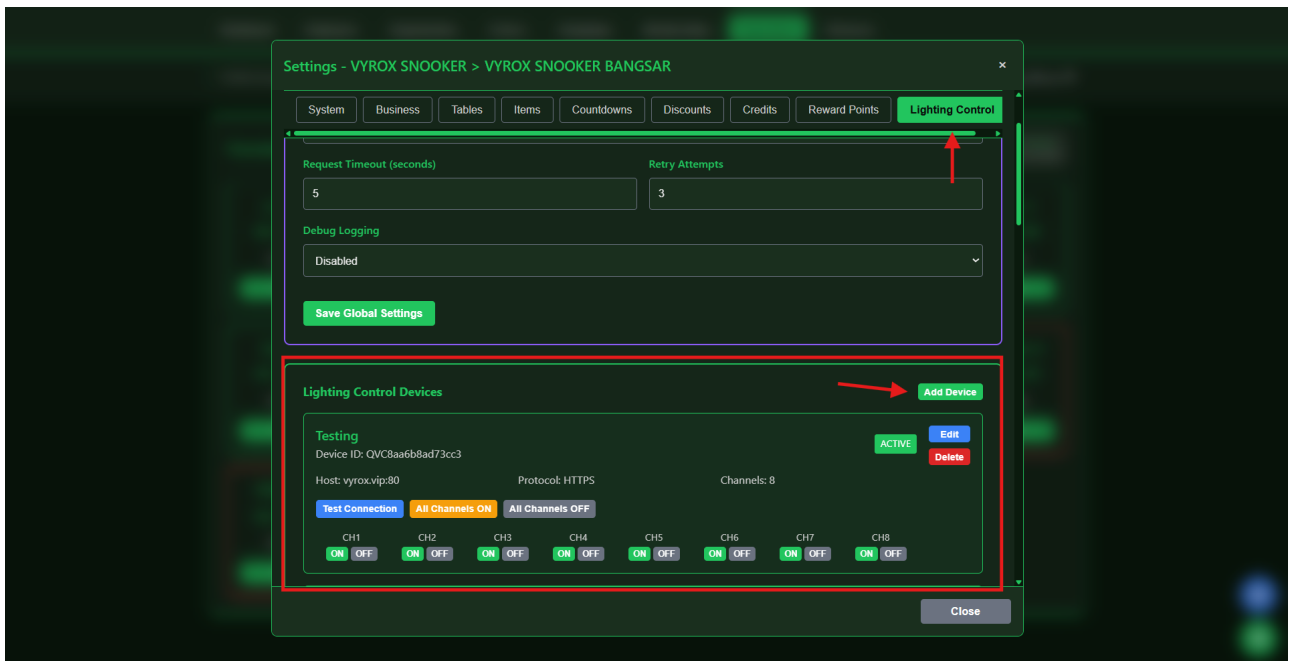 Settings - VYROX SNOOKER > VYROX SNOOKER BANGSAR ×
System Business Tables Items Countdowns Discounts Credits Reward Points Lighting Control
Request Timeout (seconds) Retry Attempts
5 3
Debug Logging
Disabled
Save Global Settings
Lighting Control Devices Add Device
Testing ACTIVE Edit
Device ID: QVC8aa6b8ad73cc3 Delete
Host: vyrox.vip:80 Protocol: HTTPS Channels: 8
Test Connection All Channels ON All Channels OFF
CH1 CH2 CH3 CH4 CH5 CH6 CH7 CH8
ON OFF ON OFF ON OFF ON OFF ON OFF ON OFF ON OFF ON OFF
Close